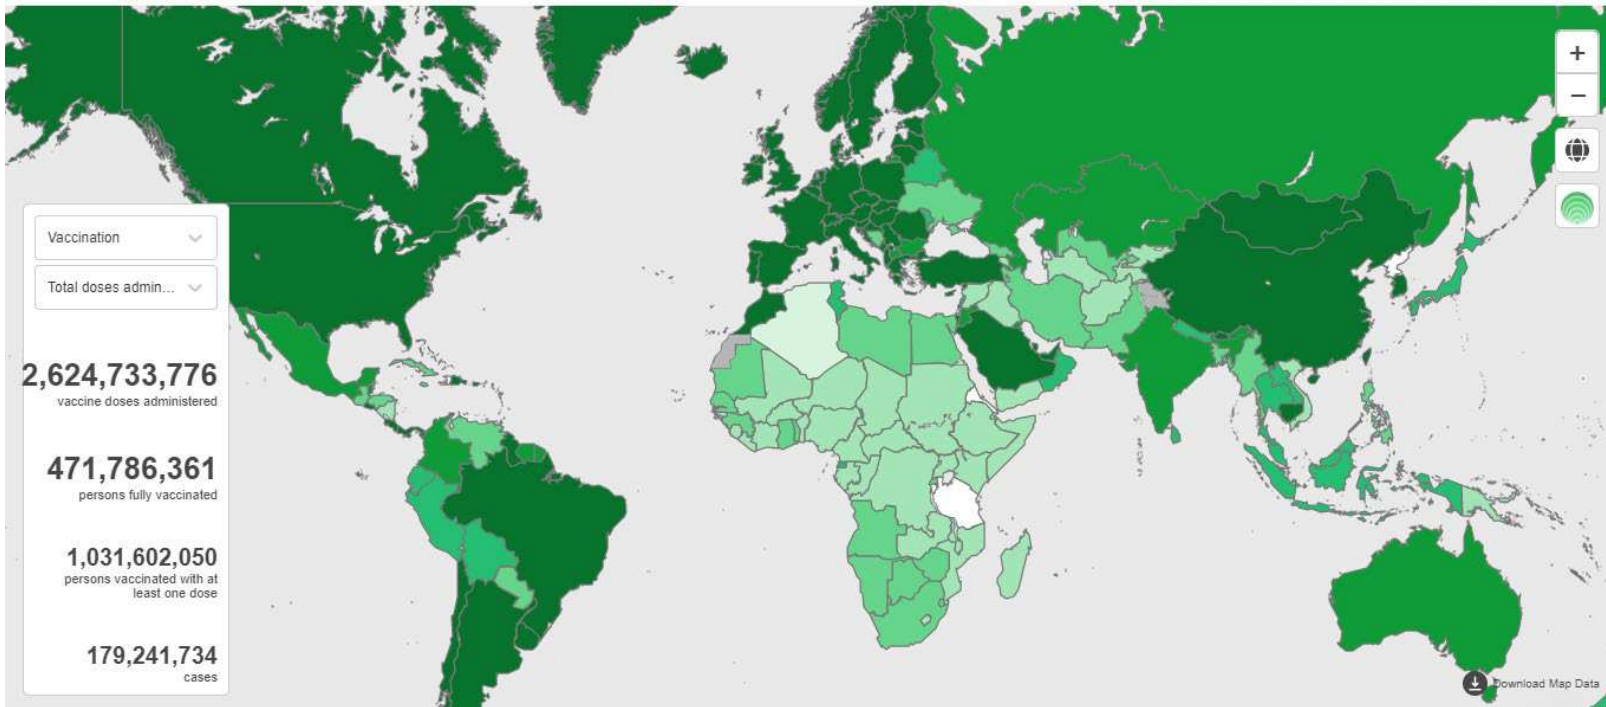 +
−
Vaccination
Total doses admin...
2,624,733,776
vaccine doses administered
471,786,361
persons fully vaccinated
1,031,602,050
persons vaccinated with at
least one dose
179,241,734
cases
Download Map Data